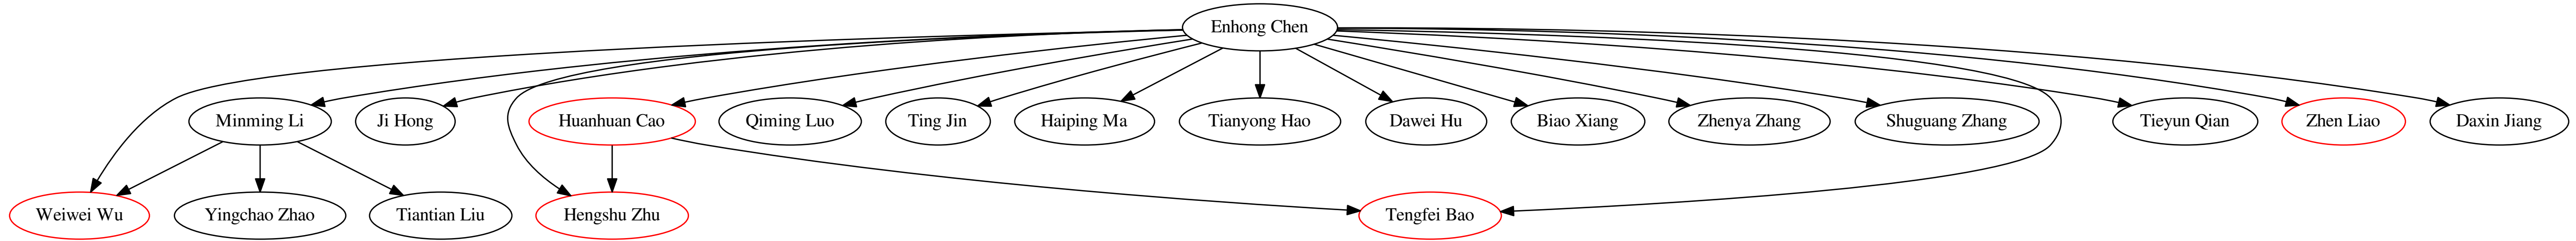 Enhong Chen
Minming Li
Ji Hong
Huanhuan Cao
Qiming Luo
Ting Jin
Haiping Ma
Tianyong Hao
Dawei Hu
Biao Xiang
Zhenya Zhang
Shuguang Zhang
Tieyun Qian
Zhen Liao
Daxin Jiang
Weiwei Wu
Yingchao Zhao
Tiantian Liu
Hengshu Zhu
Tengfei Bao